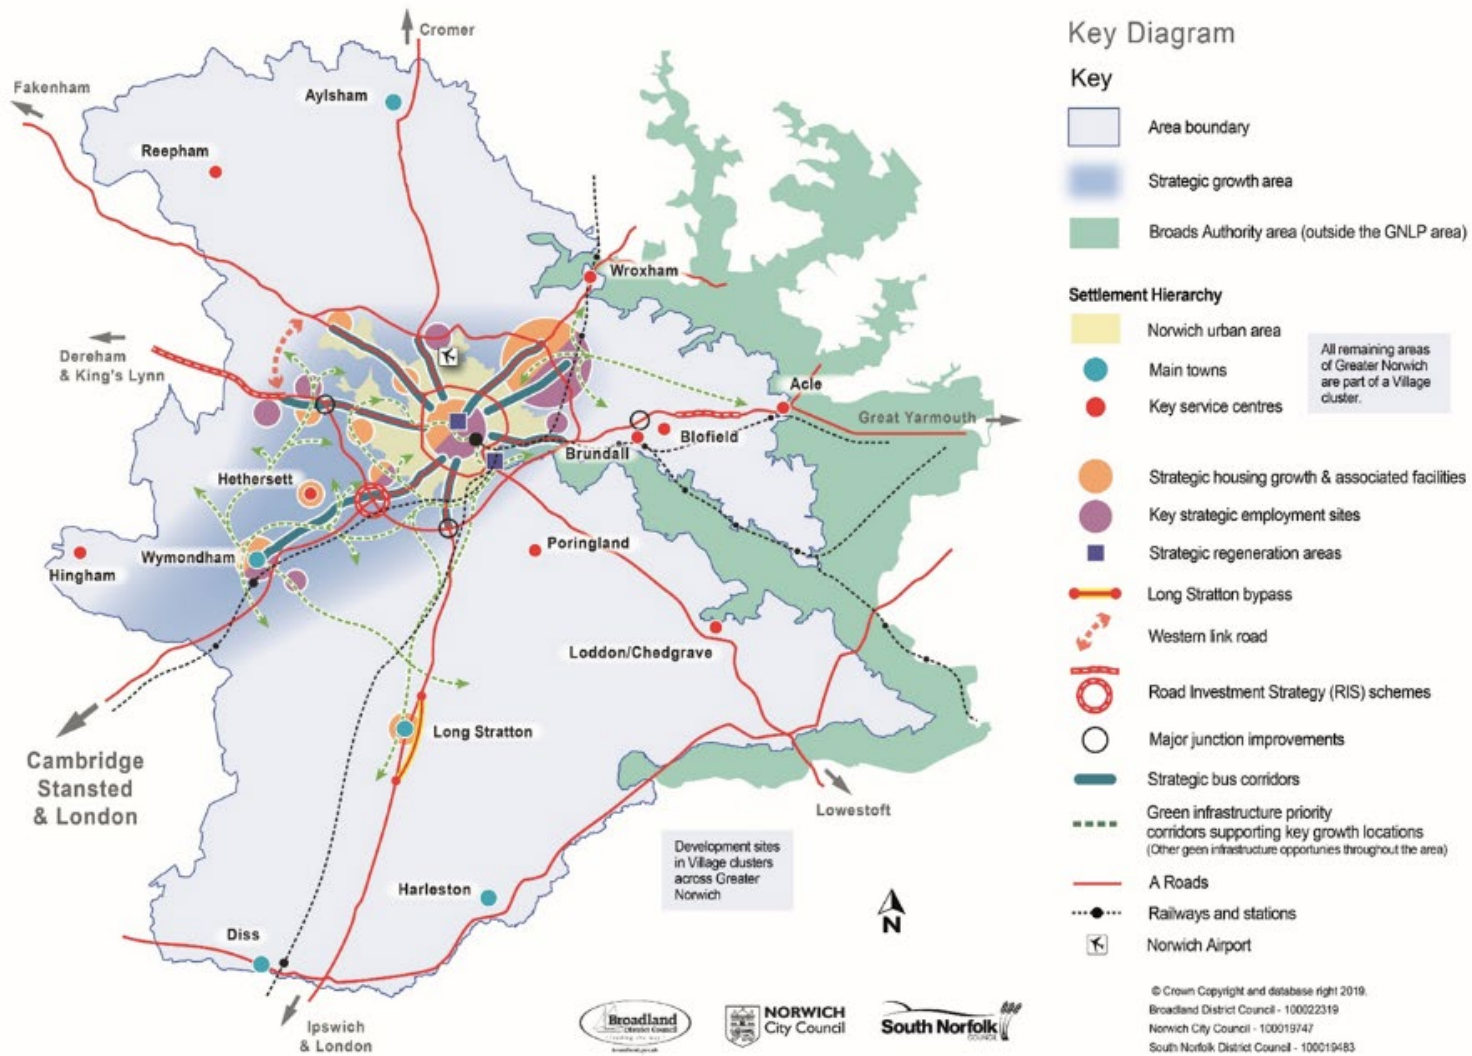 Cromer
Fakenham
Aylsham
Reepham
Wroxham
Dereham
& King's Lynn
Acle
Great Yarmouth
Blofield
Brundall
Hethersett
Wymondham
Hingham
Poringland
Loddon/Chedgrave
Long Stratton
Cambridge
Stansted
& London
Lowestoft
Harleston
Diss
Ipswich
& London
Development sites
in Village clusters
across Greater
Norwich
N
Broadland
District Council
NORWICH
City Council
South Norfolk
COUNCIL
Key Diagram
Key
Area boundary
Strategic growth area
Broads Authority area (outside the GNLP area)
Settlement Hierarchy
Norwich urban area
Main towns
Key service centres
All remaining areas
of Greater Norwich
are part of a Village
cluster.
Strategic housing growth & associated facilities
Key strategic employment sites
Strategic regeneration areas
Long Stratton bypass
Western link road
Road Investment Strategy (RIS) schemes
Major junction improvements
Strategic bus corridors
Green infrastructure priority
corridors supporting key growth locations
(Other geen infrastructure opportunies throughout the area)
A Roads
Railways and stations
Norwich Airport
© Crown Copyright and database right 2019.
Broadland District Council - 100022319
Norwich City Council - 100019747
South Norfolk District Council - 100019483